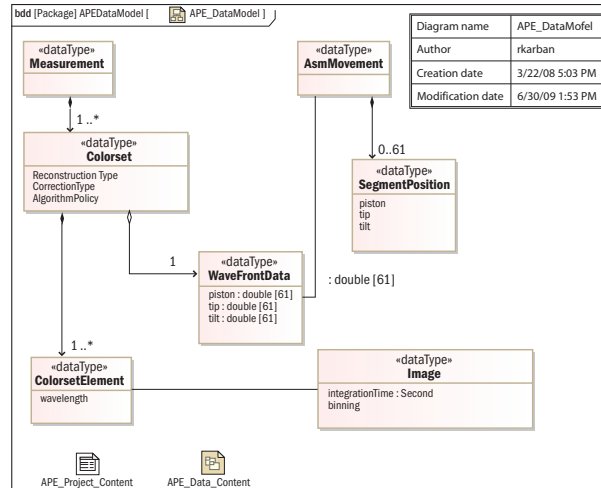 bdd [Package] APEDataModel [ APE_DataModel ]
Diagram name APE_DataMofel
Author rkarban
Creation date 3/22/08 5:03 PM
Modification date 6/30/09 1:53 PM
«dataType»
Measurement
«dataType»
AsmMovement
1 ..*
0..61
«dataType»
Colorset
Reconstruction Type
CorrectionType
AlgorithmPolicy
«dataType»
SegmentPosition
piston
tip
tilt
1
«dataType»
WaveFrontData
piston : double [61]
tip : double [61]
tilt : double [61]
: double [61]
1 ..*
«dataType»
ColorsetElement
wavelength
«dataType»
Image
integrationTime : Second
binning
APE_Project_Content
APE_Data_Content